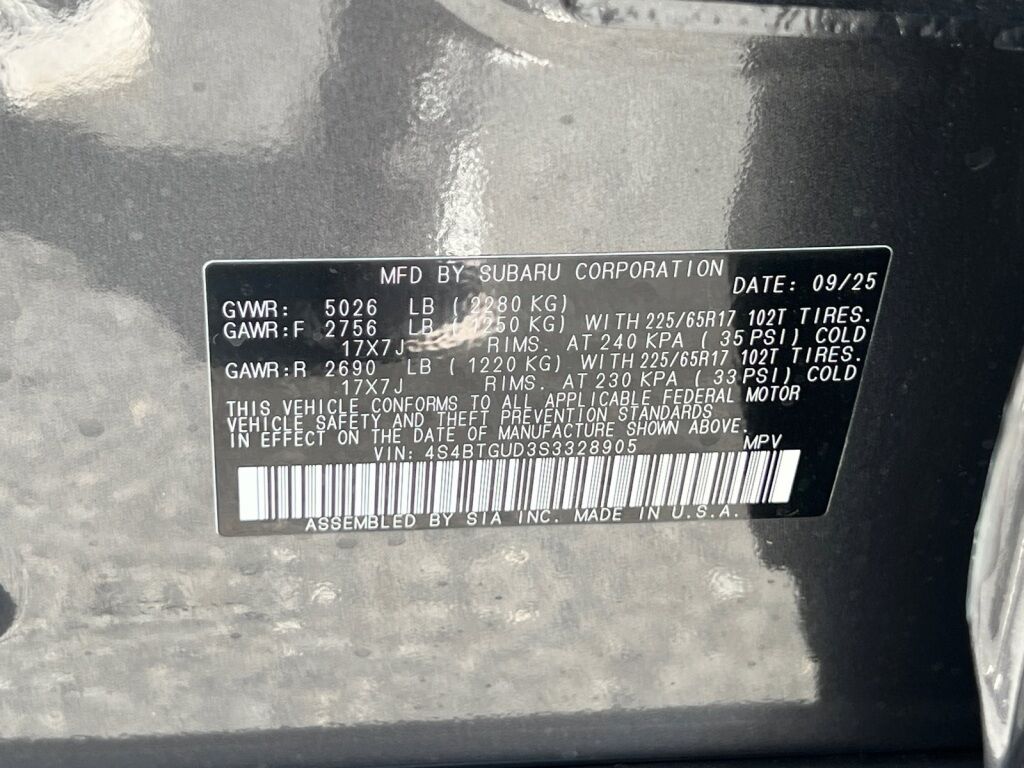 MFD BY SUBARU CORPORATION DATE: 09/25
GVWR: 5026 LB ( 2280 KG)
GAWR:F 2756 LB ( 1250 KG) WITH 225/65R17 102T TIRES.
17X7J RIMS. AT 240 KPA ( 35 PSI) COLD
GAWR:R 2690 LB ( 1220 KG) WITH 225/65R17 102T TIRES.
17X7J RIMS. AT 230 KPA ( 33 PSI) COLD
THIS VEHICLE CONFORMS TO ALL APPLICABLE FEDERAL MOTOR
VEHICLE SAFETY AND THEFT PREVENTION STANDARDS
IN EFFECT ON THE DATE OF MANUFACTURE SHOWN ABOVE.
VIN: 4S4BTGUD3S3328905 MPV
ASSEMBLED BY SIA INC. MADE IN U.S.A.